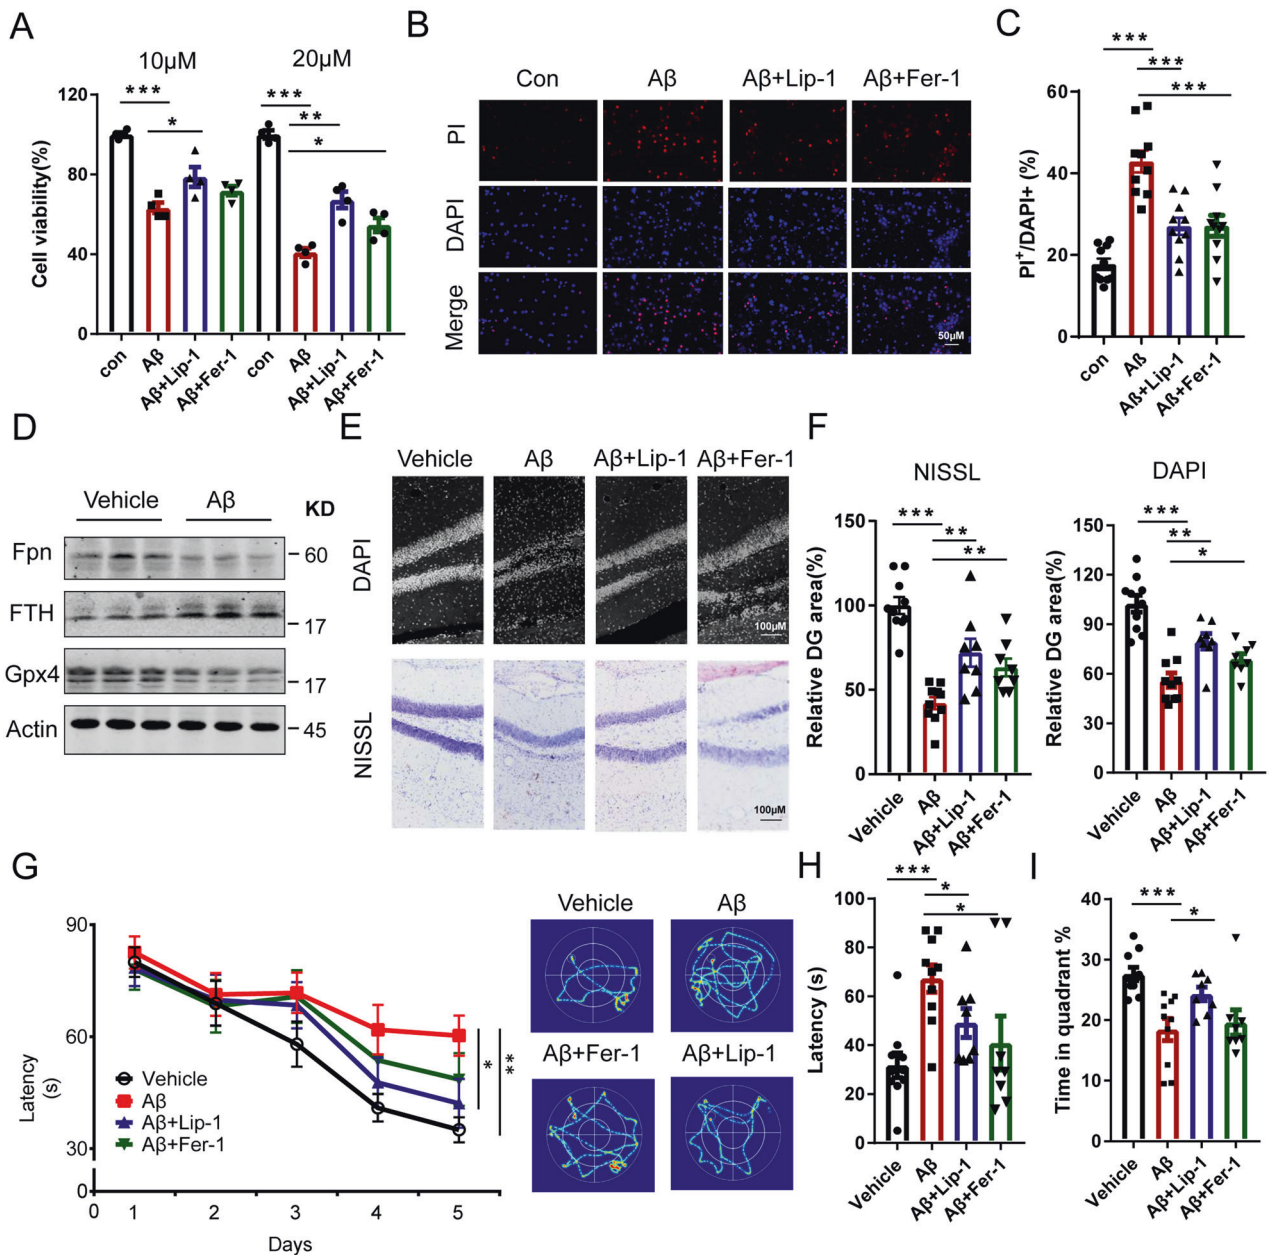 A
10µM
20µM
***
*
***
**
*
Cell viability(%)
120
80
40
0
con
Aβ
Aβ+Lip-1
Aβ+Fer-1
con
Aβ
Aβ+Lip-1
Aβ+Fer-1
B
Con
Aβ
Aβ+Lip-1
Aβ+Fer-1
PI
DAPI
Merge
50µM
C
***
***
***
PI+/DAPI+ (%)
60
40
20
0
con
Aβ
Aβ+Lip-1
Aβ+Fer-1
D
Vehicle
Aβ
KD
Fpn
60
FTH
17
Gpx4
17
Actin
45
E
Vehicle
Aβ
Aβ+Lip-1
Aβ+Fer-1
DAPI
100µM
NISSL
100µM
F
NISSL
***
**
**
Relative DG area(%)
150
100
50
0
Vehicle
Aβ
Aβ+Lip-1
Aβ+Fer-1
DAPI
***
**
*
Relative DG area(%)
150
120
90
60
30
0
Vehicle
Aβ
Aβ+Lip-1
Aβ+Fer-1
G
Latency
(s)
90
60
30
0
Vehicle
Aβ
Aβ+Lip-1
Aβ+Fer-1
*
**
0
1
2
3
4
5
Days
Vehicle
Aβ
Aβ+Fer-1
Aβ+Lip-1
H
***
*
*
Latency (s)
100
80
60
40
20
0
Vehicle
Aβ
Aβ+Lip-1
Aβ+Fer-1
I
***
*
Time in quadrant %
40
30
20
10
0
Vehicle
Aβ
Aβ+Lip-1
Aβ+Fer-1